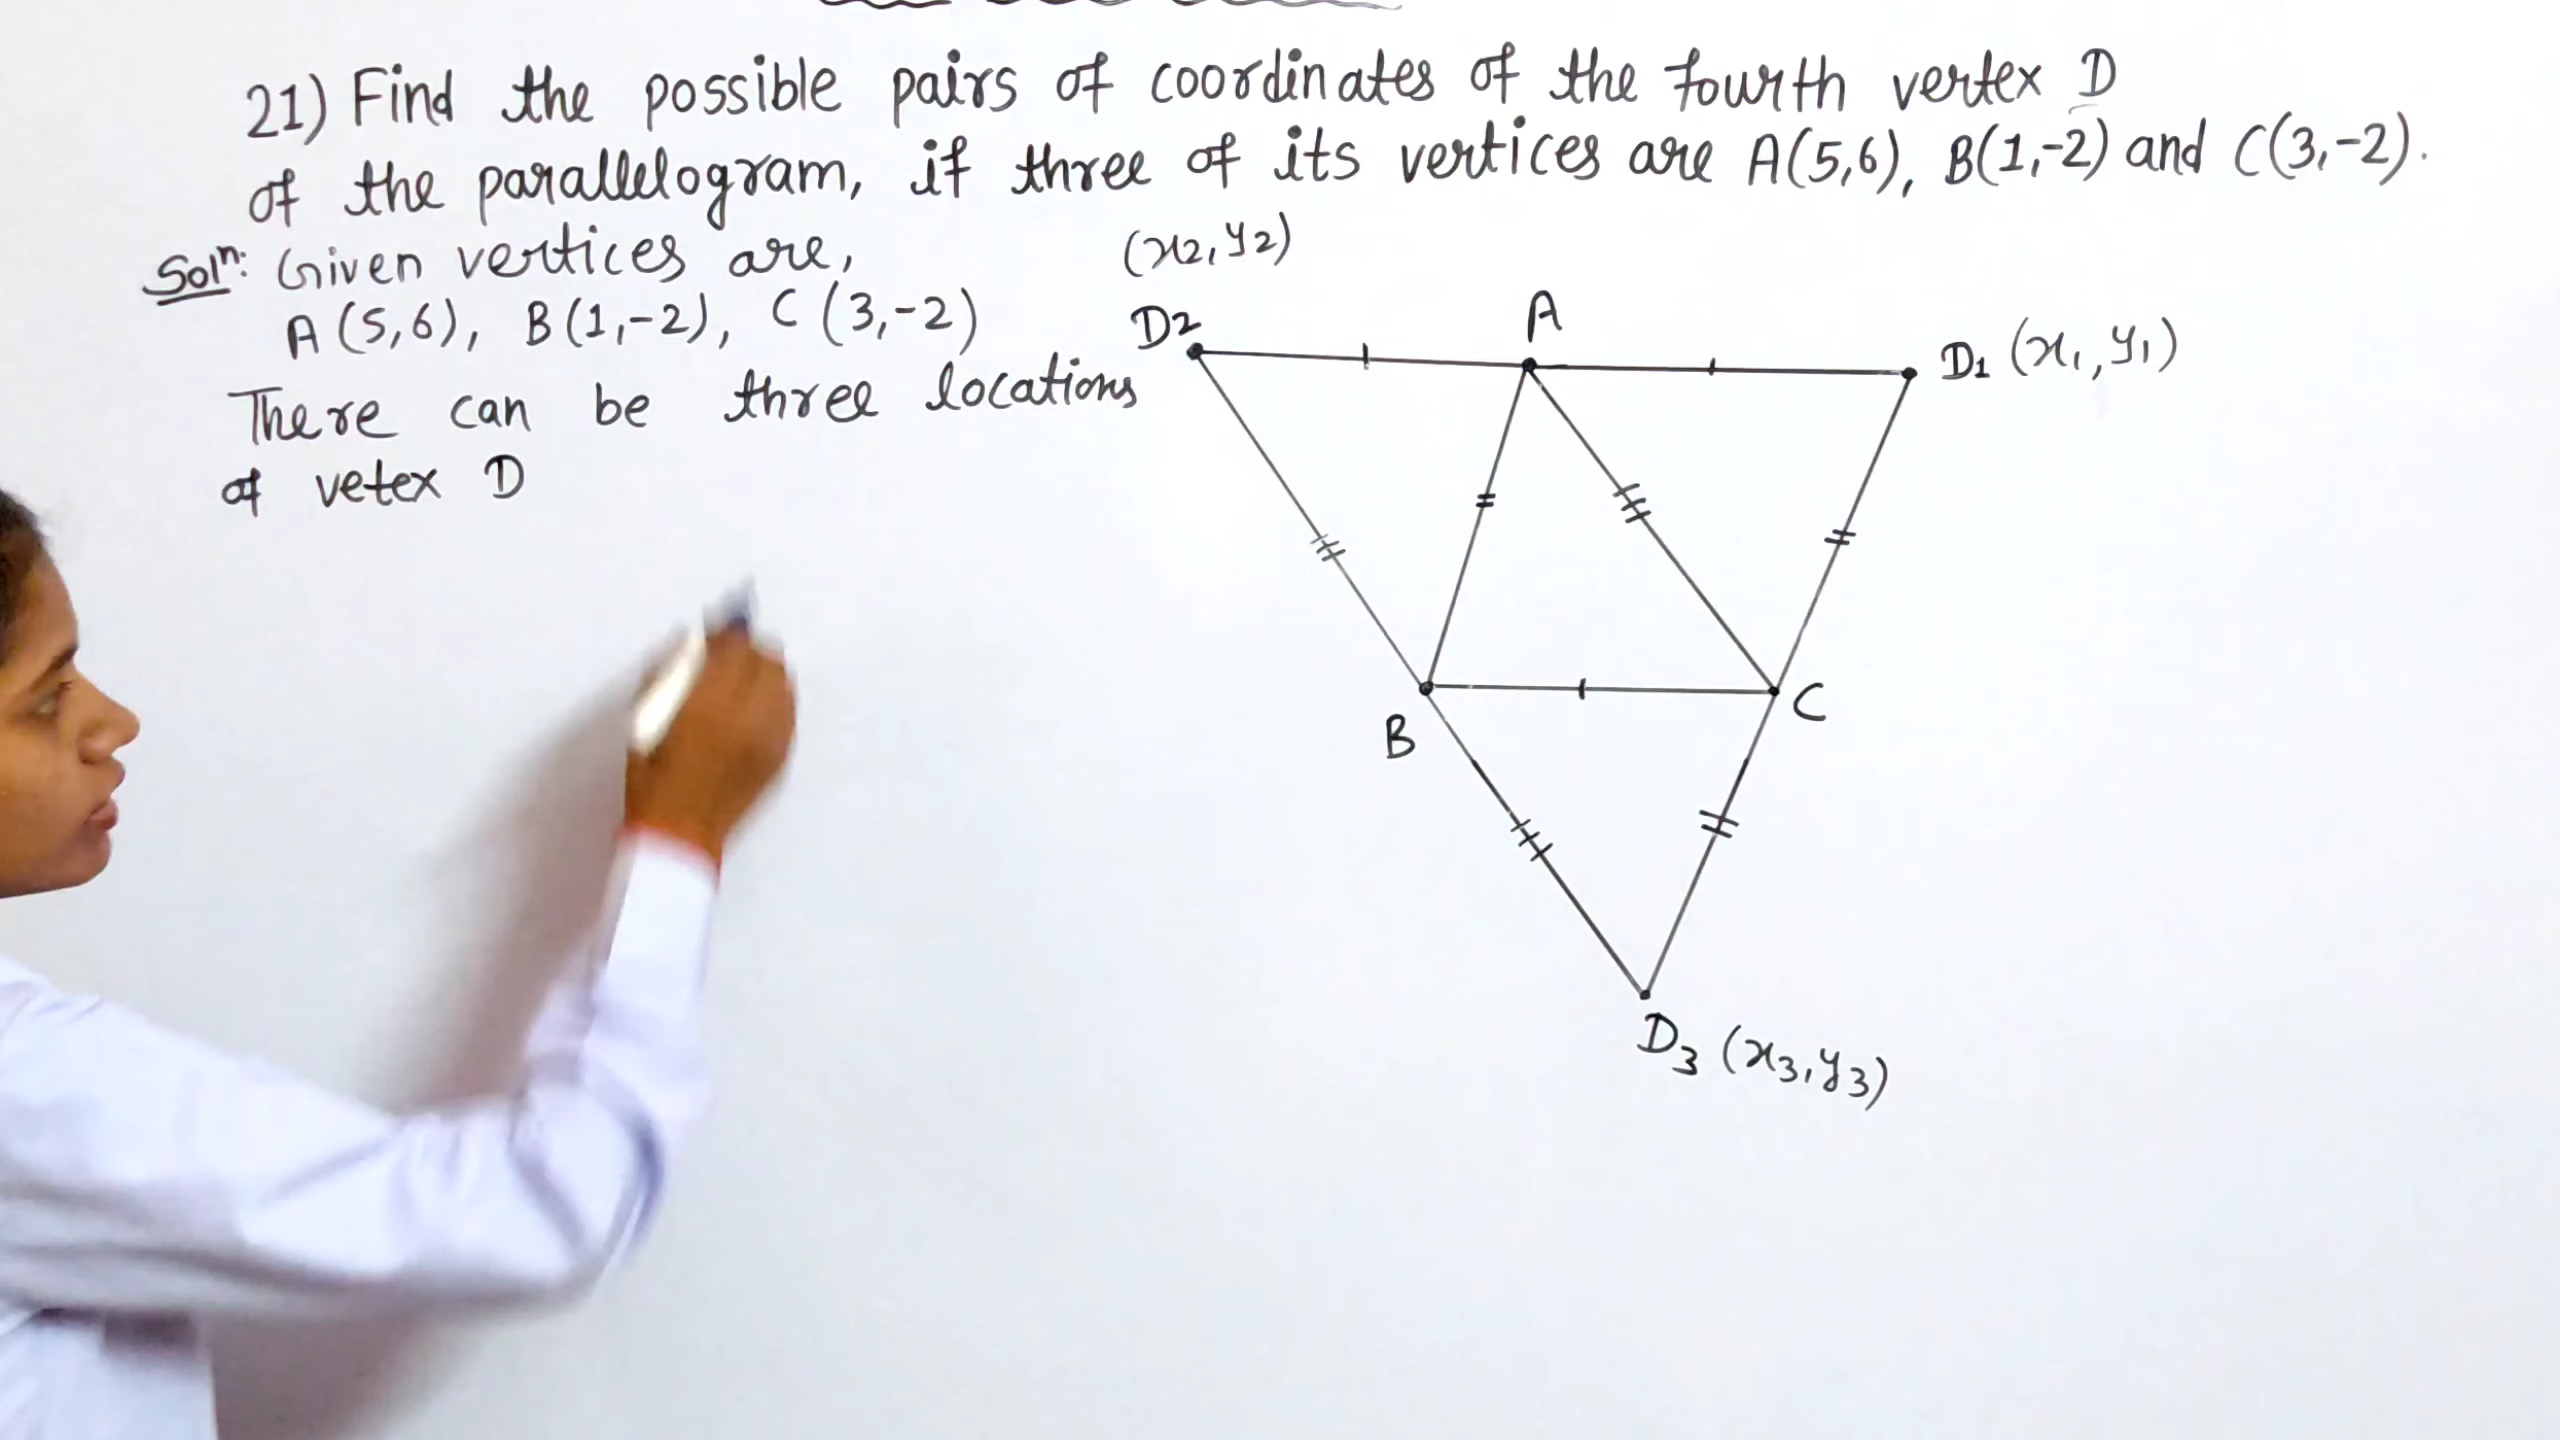 21) Find the possible pairs of coordinates of the fourth vertex D
of the parallelogram, if three of its vertices are A(5,6), B(1,-2) and C(3,-2).
Solⁿ: Given vertices are,
A (5,6), B(1,-2), C (3,-2)
There can be three locations
of vetex D
(x2, y2)
D2
A
D1 (x1, y1)
B
C
D3 (x3, y3)